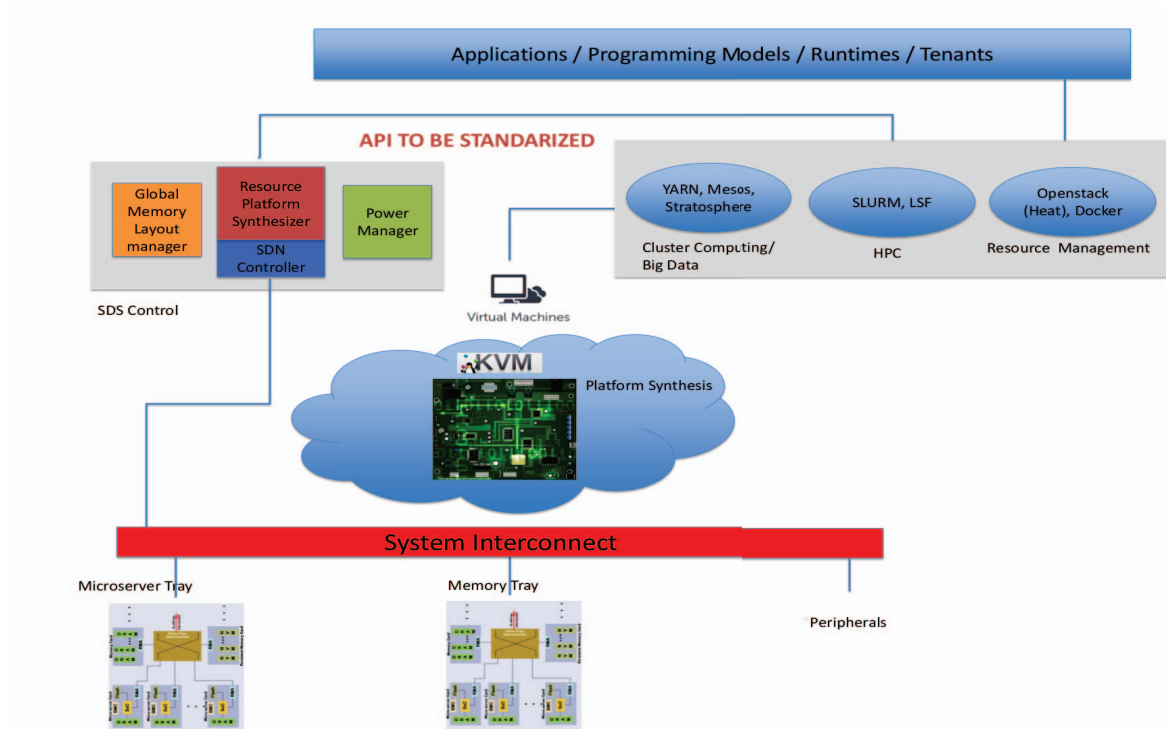 Applications / Programming Models / Runtimes / Tenants
API TO BE STANDARIZED
Global
Memory
Layout
manager
Resource
Platform
Synthesizer
SDN
Controller
Power
Manager
SDS Control
YARN, Mesos,
Stratosphere
Cluster Computing/
Big Data
SLURM, LSF
HPC
Openstack
(Heat), Docker
Resource Management
Virtual Machines
KVM
Platform Synthesis
System Interconnect
Microserver Tray
Memory Tray
Peripherals